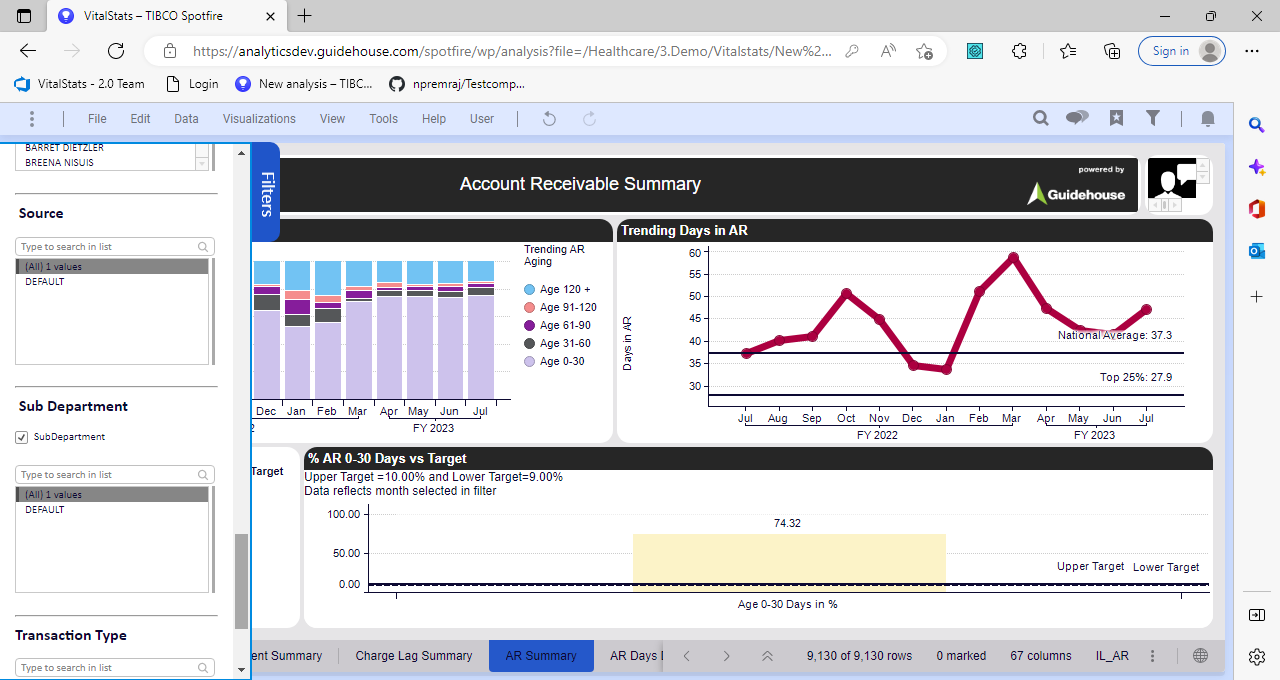 VitalStats – TIBCO Spotfire
https://analyticsdev.guidehouse.com/spotfire/wp/analysis?file=/Healthcare/3.Demo/Vitalstats/New%2...
Sign in
VitalStats - 2.0 Team
Login
New analysis – TIBC...
npremraj/Testcomp...
File Edit Data Visualizations View Tools Help User
BARRET DIETZLER
BREENA NISUIS
Source
Type to search in list
(All) 1 values
DEFAULT
Sub Department
SubDepartment
Type to search in list
(All) 1 values
DEFAULT
Transaction Type
Type to search in list
Filters
Account Receivable Summary
powered by
Guidehouse
Trending AR
Aging
Age 120 +
Age 91-120
Age 61-90
Age 31-60
Age 0-30
Dec Jan Feb Mar Apr May Jun Jul
2 FY 2023
Trending Days in AR
Days in AR
60
55
50
45
40
35
30
National Average: 37.3
Top 25%: 27.9
Jul Aug Sep Oct Nov Dec Jan Feb Mar Apr May Jun Jul
FY 2022 FY 2023
Target
% AR 0-30 Days vs Target
Upper Target =10.00% and Lower Target=9.00%
Data reflects month selected in filter
100.00
50.00
0.00
74.32
Upper Target Lower Target
Age 0-30 Days in %
ent Summary
Charge Lag Summary
AR Summary
AR Days
9,130 of 9,130 rows
0 marked
67 columns
IL_AR